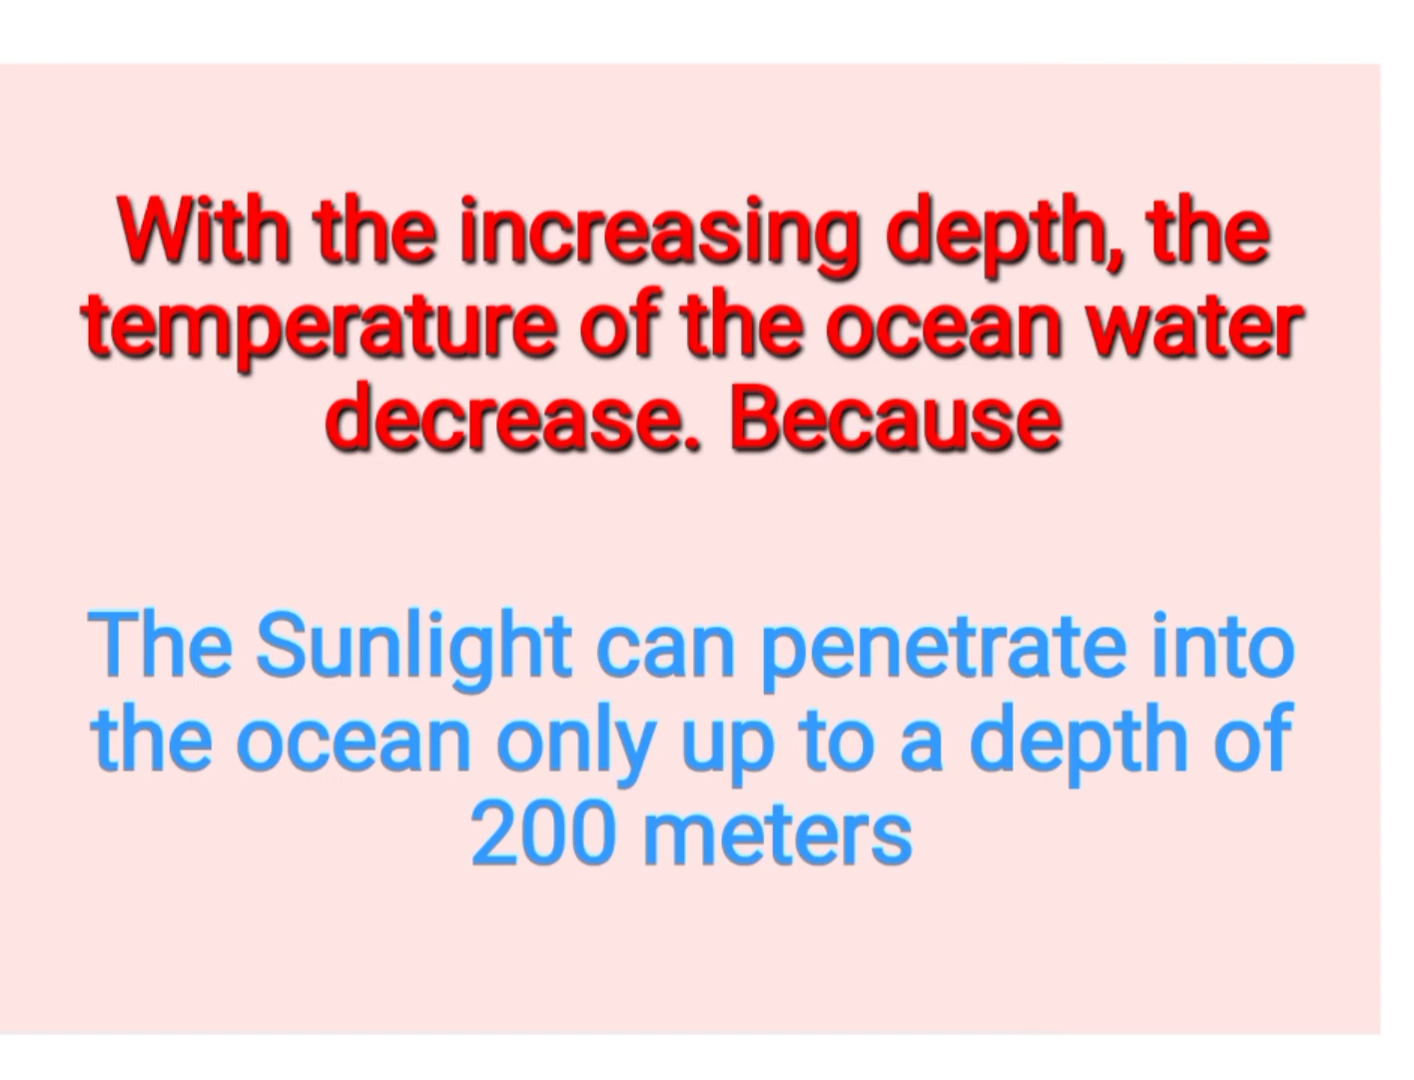 With the increasing depth, the
temperature of the ocean water
decrease. Because
The Sunlight can penetrate into
the ocean only up to a depth of
200 meters